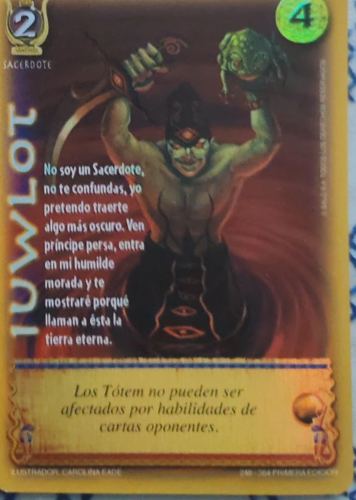 2
4
SACERDOTE
IUWLOT
No soy un Sacerdote,
no te confundas, yo
pretendo traerte
algo más oscuro. Ven
príncipe persa, entra
en mi humilde
morada y te
mostraré porqué
llaman a ésta la
tierra eterna.
Los Tótem no pueden ser
afectados por habilidades de
cartas oponentes.
ILUSTRADOR: CAROLINA EADE
PRIMERA EDICIÓN